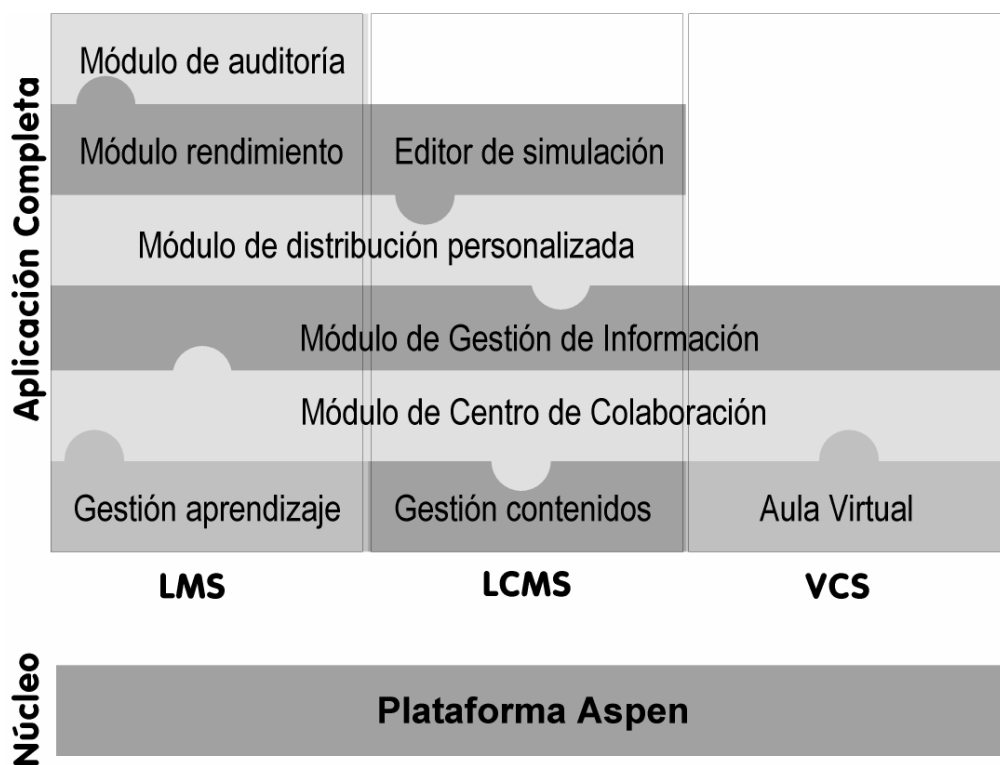 Aplicación Completa
Módulo de auditoría
Módulo rendimiento
Editor de simulación
Módulo de distribución personalizada
Módulo de Gestión de Información
Módulo de Centro de Colaboración
Gestión aprendizaje
Gestión contenidos
Aula Virtual
LMS
LCMS
VCS
Núcleo
Plataforma Aspen